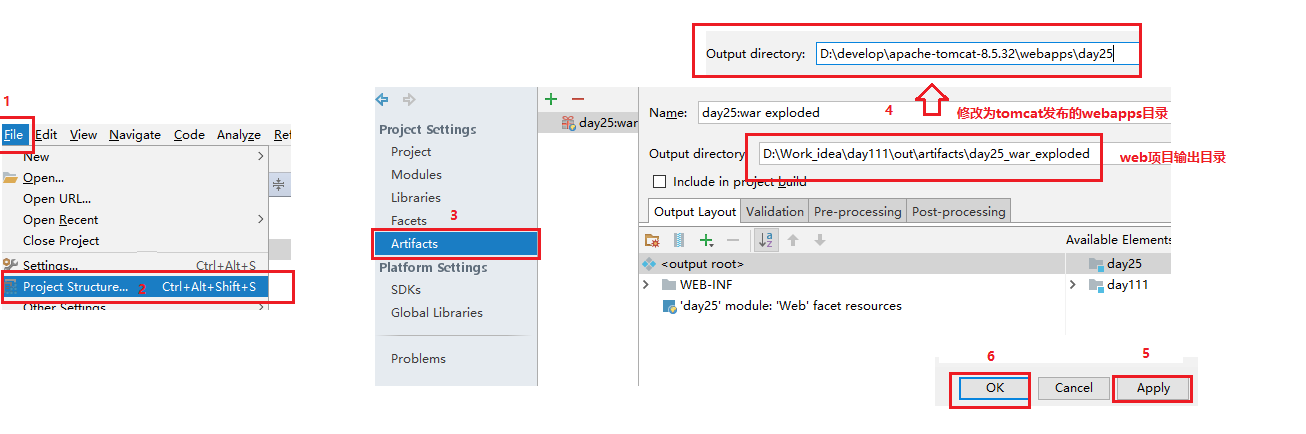 1
File Edit View Navigate Code Analyze Ref
New
Open...
Open URL...
Open Recent
Close Project
Settings... Ctrl+Alt+S
Project Structure... 2 Ctrl+Alt+Shift+S
Other Settings
Project Settings
Project
Modules
Libraries
Facets
3
Artifacts
Platform Settings
SDKs
Global Libraries
Problems
day25:war
Output directory: D:\develop\apache-tomcat-8.5.32\webapps\day25
4
修改为tomcat发布的webapps目录
Name: day25:war exploded
Output directory D:\Work_idea\day111\out\artifacts\day25_war_exploded
web项目输出目录
Include in project build
Output Layout Validation Pre-processing Post-processing
Available Elements
<output root>
WEB-INF
'day25' module: 'Web' facet resources
day25
day111
6
5
OK Cancel Apply